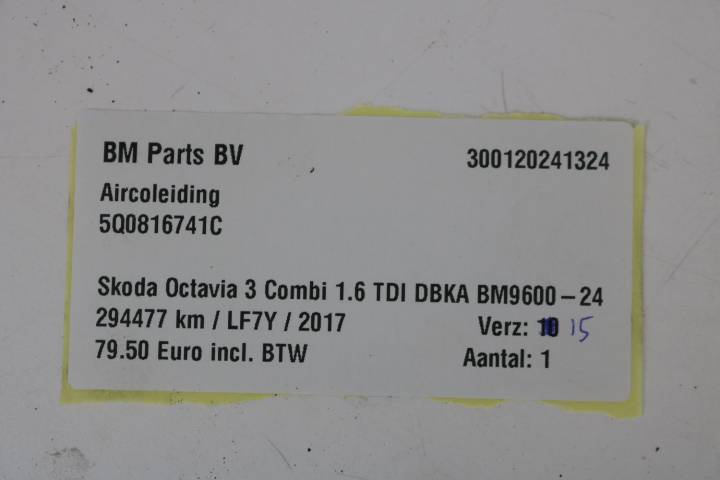 BM Parts BV 300120241324
Aircoleiding
5Q0816741C
Skoda Octavia 3 Combi 1.6 TDI DBKA BM9600-24
294477 km / LF7Y / 2017 Verz: 10 15
79.50 Euro incl. BTW Aantal: 1